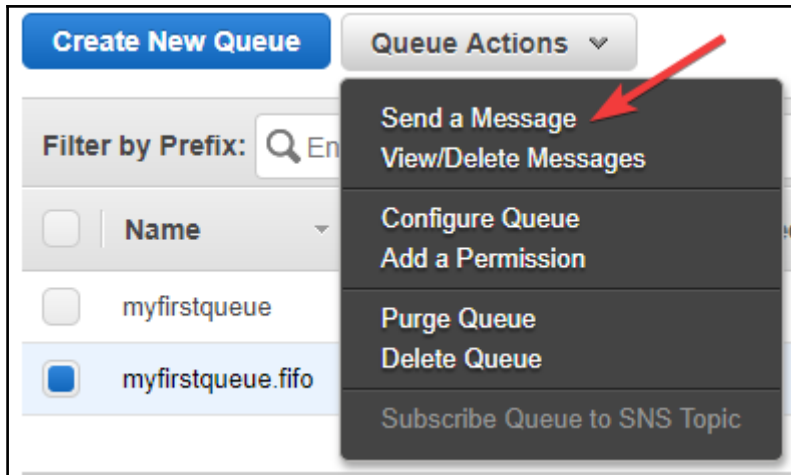 Create New Queue
Queue Actions
Filter by Prefix:
En
Send a Message
View/Delete Messages
Name
Configure Queue
Add a Permission
myfirstqueue
Purge Queue
myfirstqueue.fifo
Delete Queue
Subscribe Queue to SNS Topic